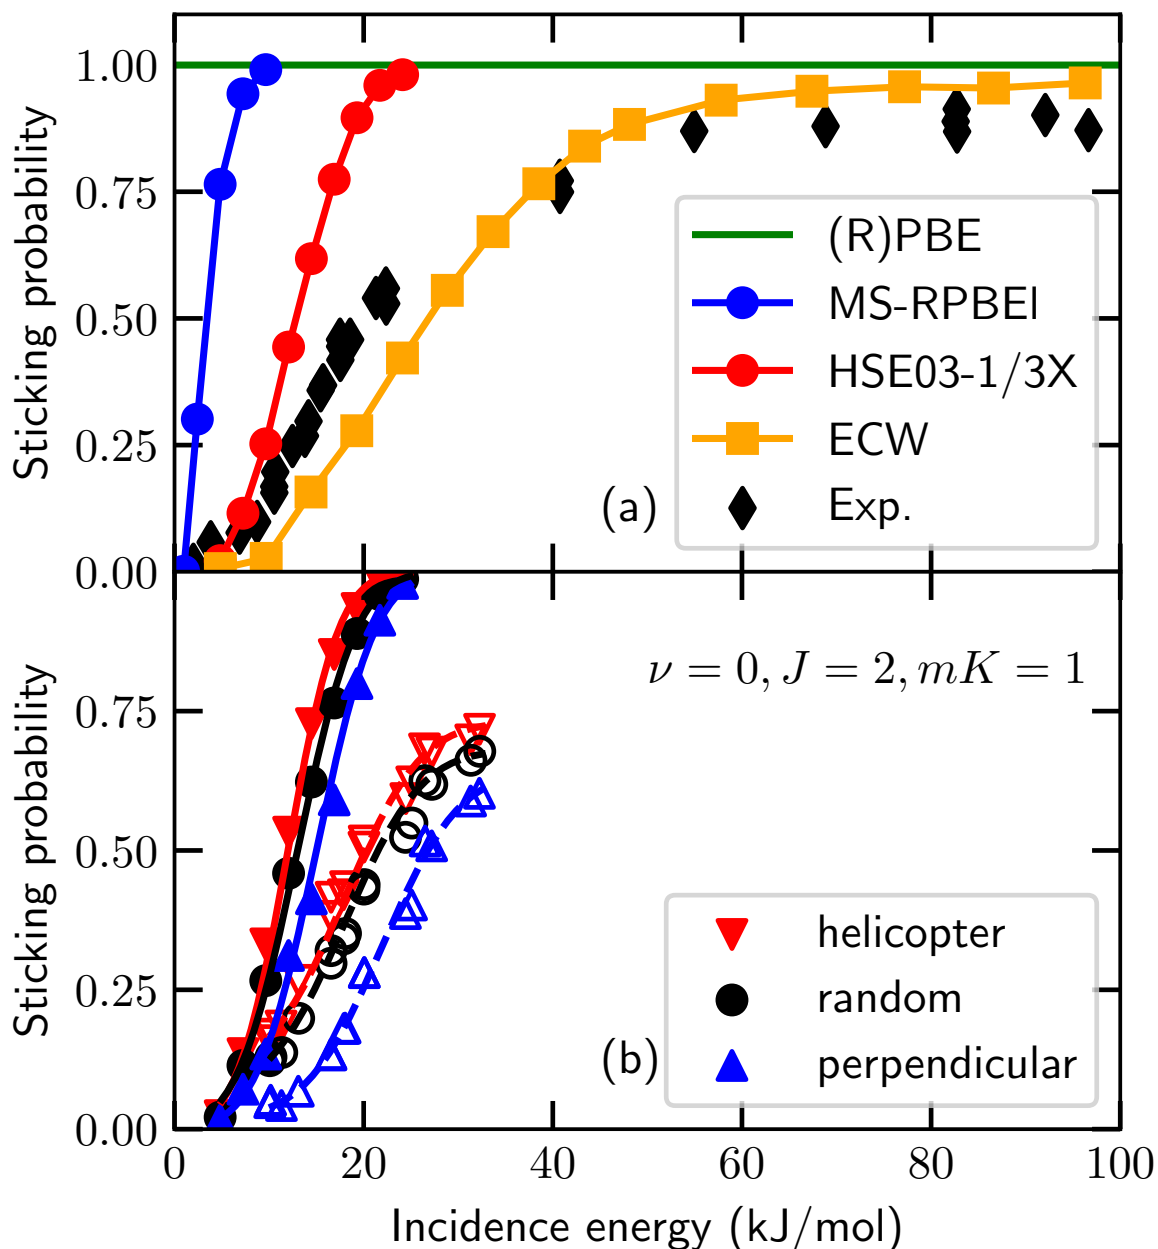 1.00
0.75
0.50
0.25
0.00
Sticking probability
(R)PBE
MS-RPBEl
HSE03-1/3X
ECW
Exp.
(a)
ν = 0, J = 2, mK = 1
0.75
0.50
0.25
0.00
Sticking probability
helicopter
random
perpendicular
(b)
0 20 40 60 80 100
Incidence energy (kJ/mol)